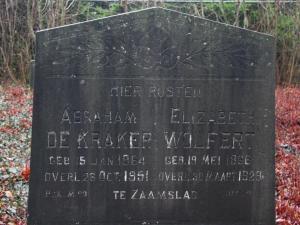 HIER RUSTEN
ABRAHAM ELIZABETH
DE KRAKER WOLFERT
GEB. 15 JAN. 1864 GEB. 19 MEI 1866
OVERL. 26 OCT. 1951 OVERL. 30 MAART 1929
TE ZAAMSLAG